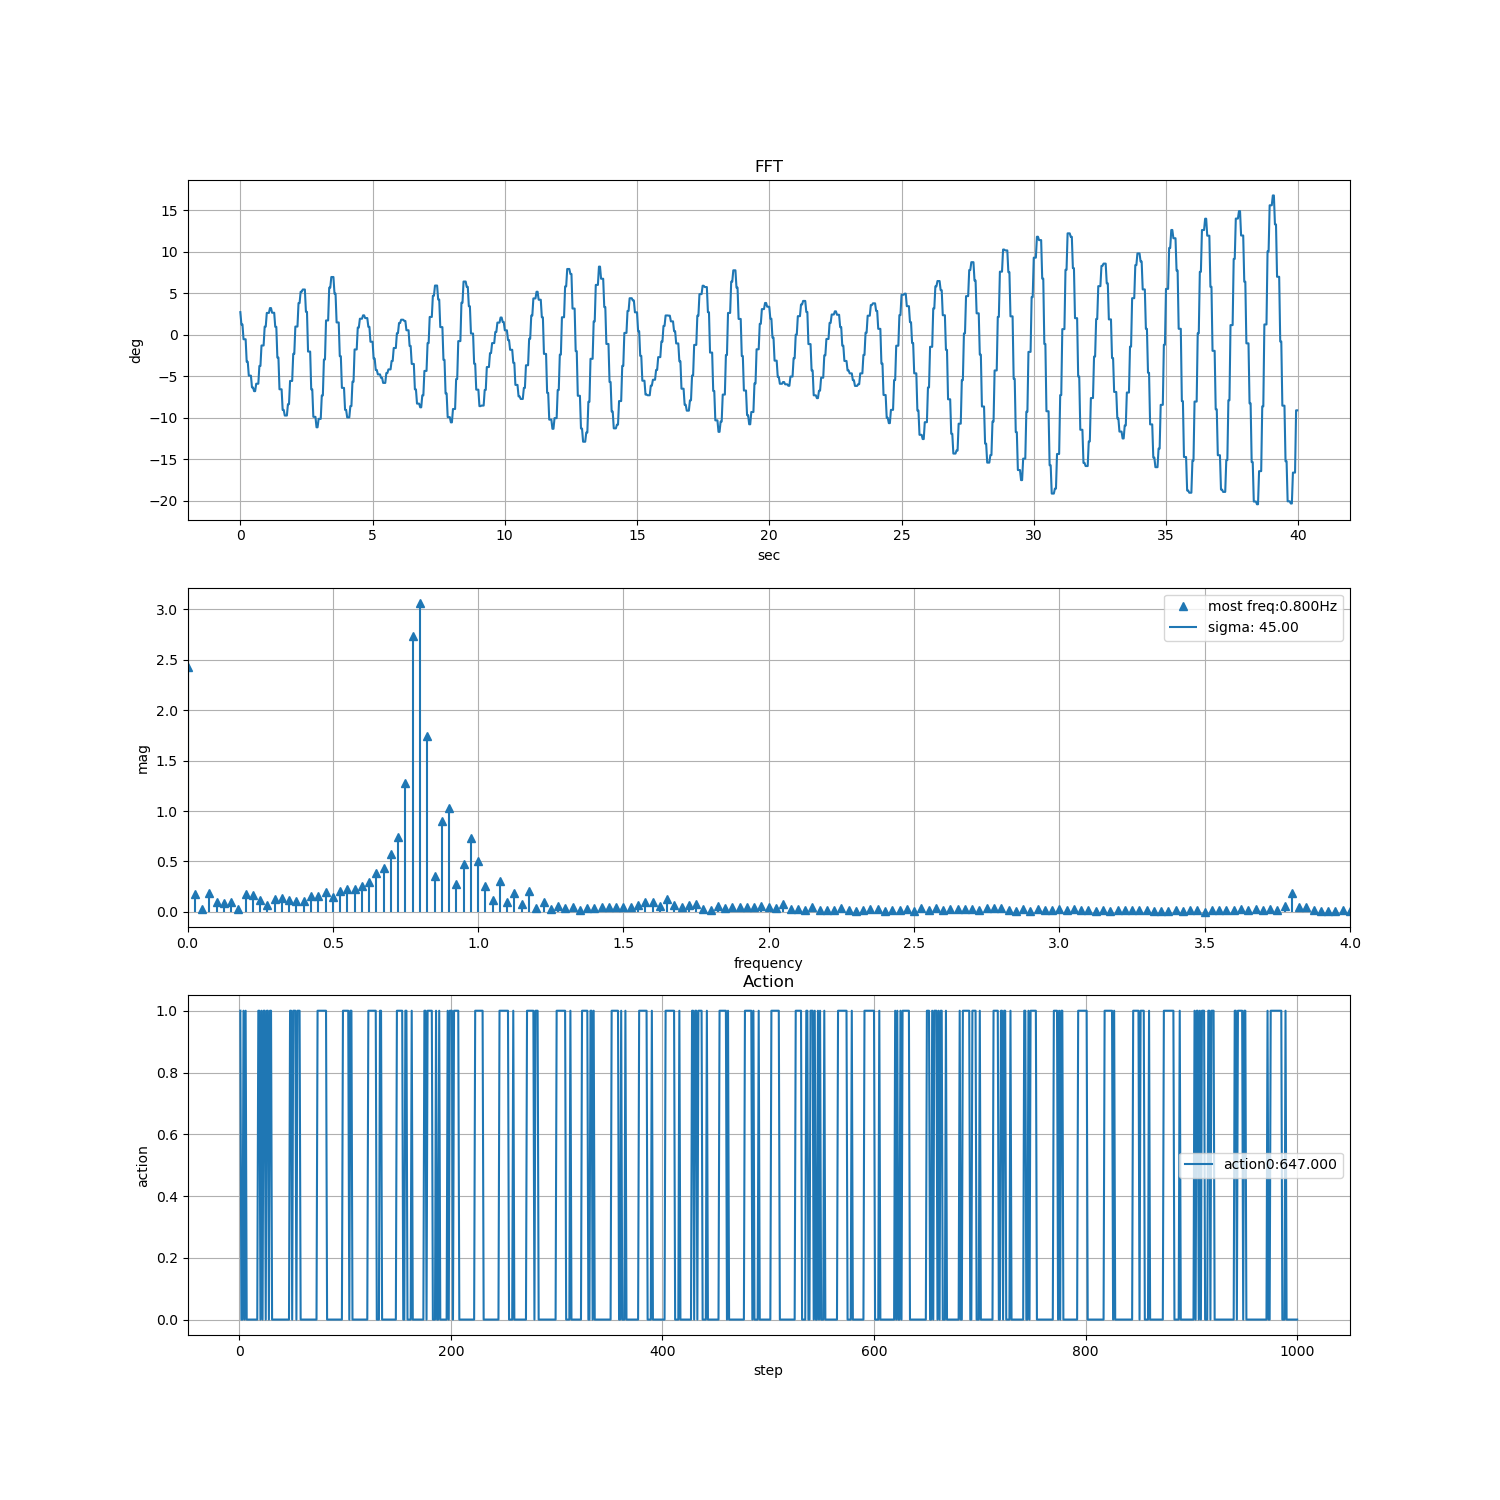 FFT
15
10
5
0
−5
−10
−15
−20
deg
0 5 10 15 20 25 30 35 40
sec
3.0
2.5
2.0
1.5
1.0
0.5
0.0
mag
most freq:0.800Hz
sigma: 45.00
0.0 0.5 1.0 1.5 2.0 2.5 3.0 3.5 4.0
frequency
Action
1.0
0.8
0.6
0.4
0.2
0.0
action
action0:647.000
0 200 400 600 800 1000
step